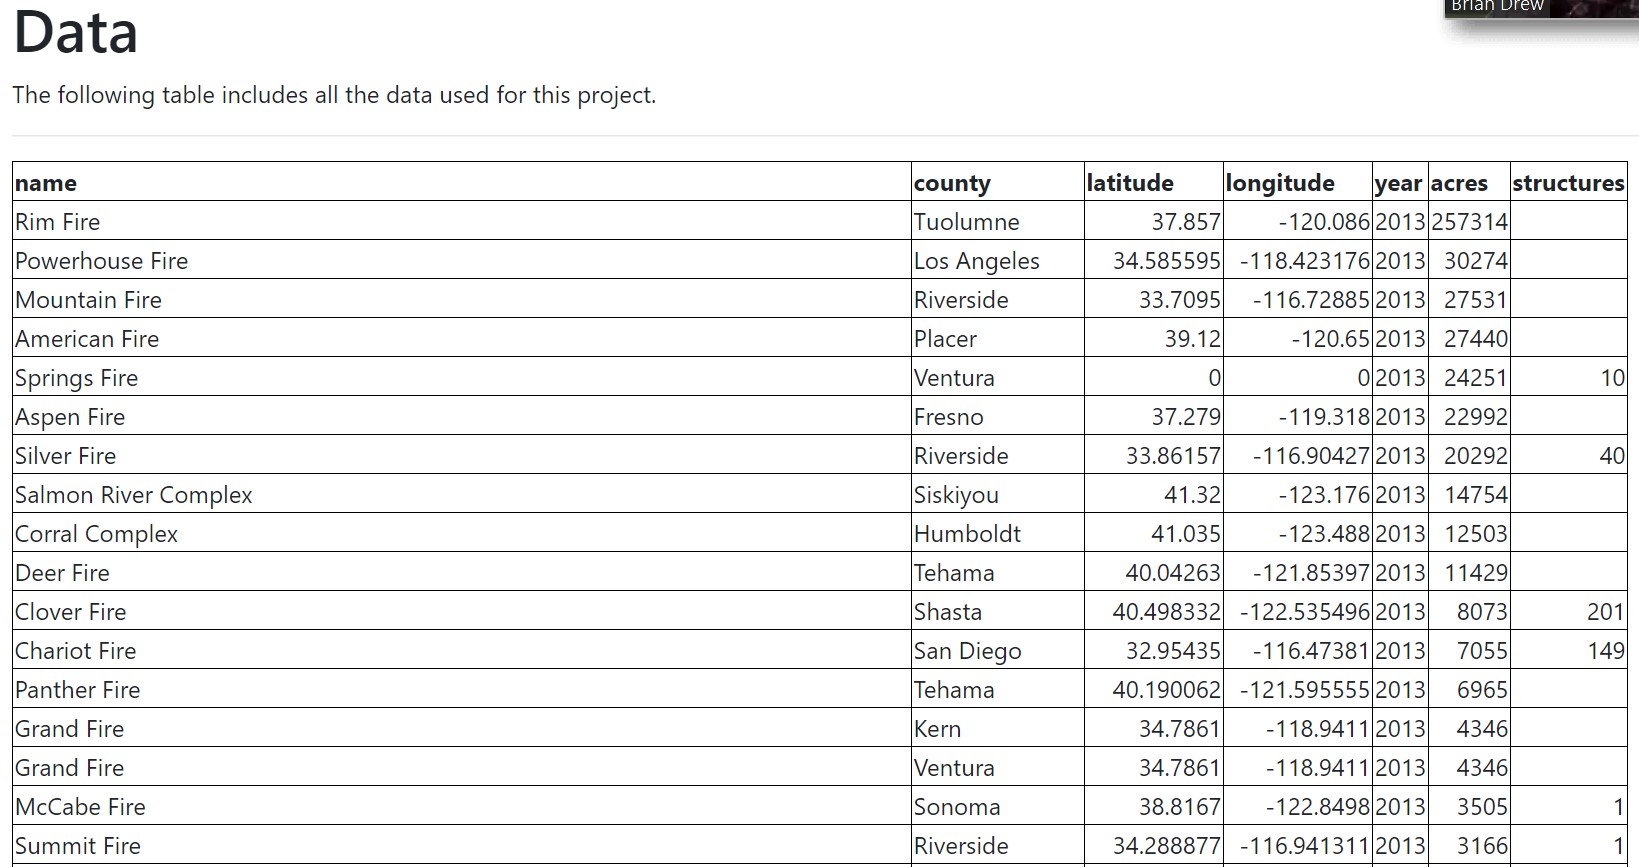 Brian Drew
Data
The following table includes all the data used for this project.
name county latitude longitude year acres structures
Rim Fire Tuolumne 37.857 -120.086 2013 257314
Powerhouse Fire Los Angeles 34.585595 -118.423176 2013 30274
Mountain Fire Riverside 33.7095 -116.72885 2013 27531
American Fire Placer 39.12 -120.65 2013 27440
Springs Fire Ventura 0 0 2013 24251 10
Aspen Fire Fresno 37.279 -119.318 2013 22992
Silver Fire Riverside 33.86157 -116.90427 2013 20292 40
Salmon River Complex Siskiyou 41.32 -123.176 2013 14754
Corral Complex Humboldt 41.035 -123.488 2013 12503
Deer Fire Tehama 40.04263 -121.85397 2013 11429
Clover Fire Shasta 40.498332 -122.535496 2013 8073 201
Chariot Fire San Diego 32.95435 -116.47381 2013 7055 149
Panther Fire Tehama 40.190062 -121.595555 2013 6965
Grand Fire Kern 34.7861 -118.9411 2013 4346
Grand Fire Ventura 34.7861 -118.9411 2013 4346
McCabe Fire Sonoma 38.8167 -122.8498 2013 3505 1
Summit Fire Riverside 34.288877 -116.941311 2013 3166 1